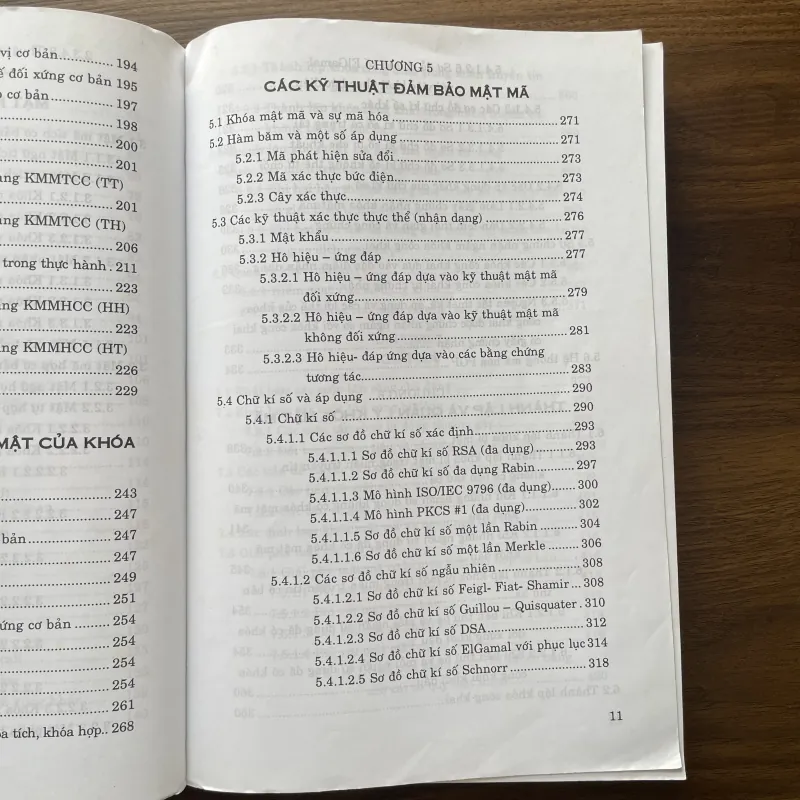 vị cơ bản.............. 194
ế đối xứng cơ bản 195
o cơ bản................. 197
198
200
201
ạng KMMTCC (TT)
201
ạng KMMTCC (TH)
206
trong thực hành . 211
223
ạng KMMHCC (HH)
223
ạng KMMHCC (HT)
226
229
MẬT CỦA KHÓA
243
247
bản ................ 247
247
249
251
ứng cơ bản ......... 254
254
254
254
261
óa tích, khóa hợp.. 268
CHƯƠNG 5
CÁC KỸ THUẬT ĐẢM BẢO MẬT MÃ
5.1 Khóa mật mã và sự mã hóa ........................ 271
5.2 Hàm băm và một số áp dụng ........................ 271
5.2.1 Mã phát hiện sửa đổi ........................ 273
5.2.2 Mã xác thực bức điện........................ 273
5.2.3 Cây xác thực........................ 274
5.3 Các kỹ thuật xác thực thực thể (nhận dạng) ................ 276
5.3.1 Mật khẩu ........................ 277
5.3.2 Hô hiệu – ứng đáp ........................ 277
5.3.2.1 Hô hiệu – ứng đáp dựa vào kỹ thuật mật mã
đối xứng........................ 279
5.3.2.2 Hô hiệu – ứng đáp dựa vào kỹ thuật mật mã
không đối xứng........................ 281
5.3.2.3 Hô hiệu- đáp ứng dựa vào các bằng chứng
tương tác........................ 283
5.4 Chữ kí số và áp dụng ........................ 290
5.4.1 Chữ kí số ........................ 290
5.4.1.1 Các sơ đồ chữ kí số xác định................ 293
5.4.1.1.1 Sơ đồ chữ kí số RSA (đa dụng) ........ 293
5.4.1.1.2 Sơ đồ chữ kí số đa dụng Rabin ......... 297
5.4.1.1.3 Mô hình ISO/IEC 9796 (đa dụng)...... 300
5.4.1.1.4 Mô hình PKCS #1 (đa dụng)............ 302
5.4.1.1.5 Sơ đồ chữ kí số một lần Rabin ......... 304
5.4.1.1.6 Sơ đồ chữ kí số một lần Merkle ........ 306
5.4.1.2 Các sơ đồ chữ kí số ngẫu nhiên ................ 308
5.4.1.2.1 Sơ đồ chữ kí số Feigl- Fiat- Shamir ... 308
5.4.1.2.2 Sơ đồ chữ kí số Guillou – Quisquater . 310
5.4.1.2.3 Sơ đồ chữ kí số DSA.................... 312
5.4.1.2.4 Sơ đồ chữ kí số ElGamal với phục lục 314
5.4.1.2.5 Sơ đồ chữ kí số Schnorr ................ 318
11